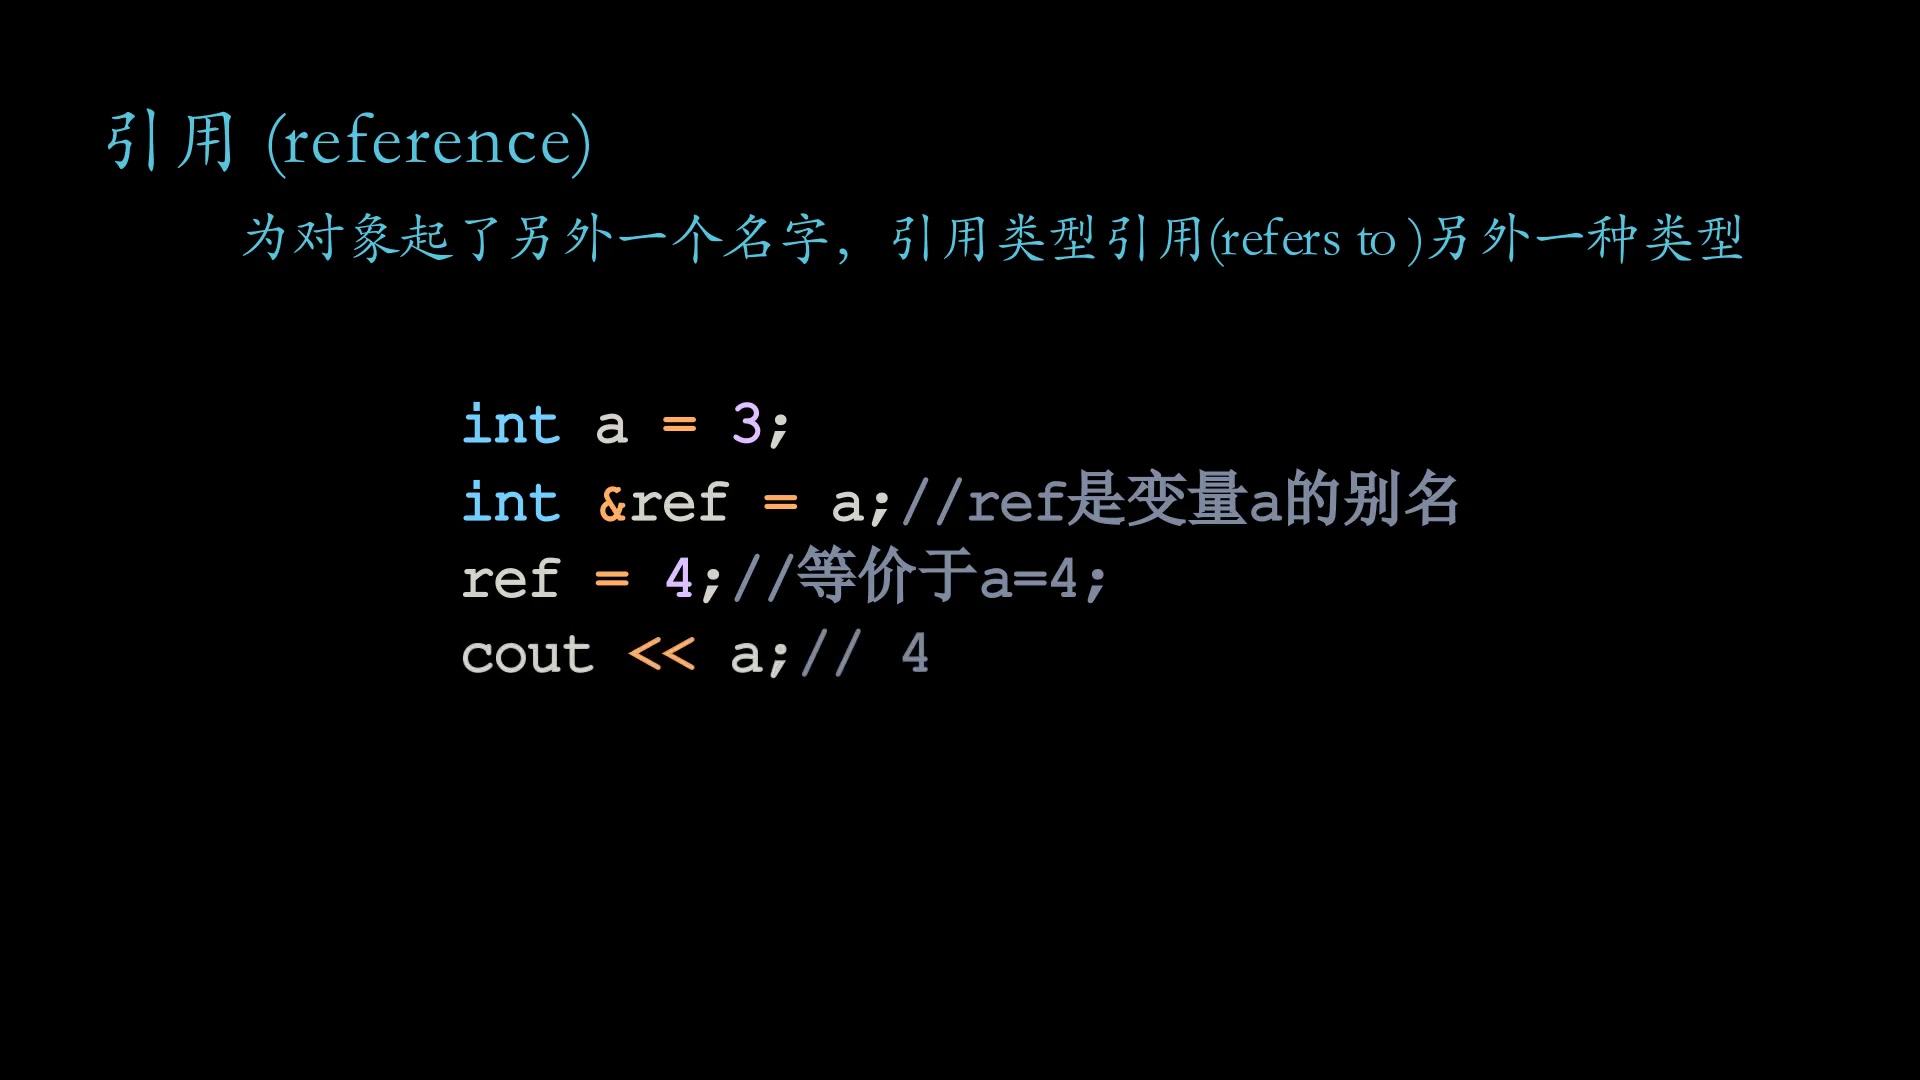 引用 (reference)
为对象起了另外一个名字，引用类型引用(refers to )另外一种类型
int a = 3;
int &ref = a;//ref是变量a的别名
ref = 4;//等价于a=4;
cout << a;// 4